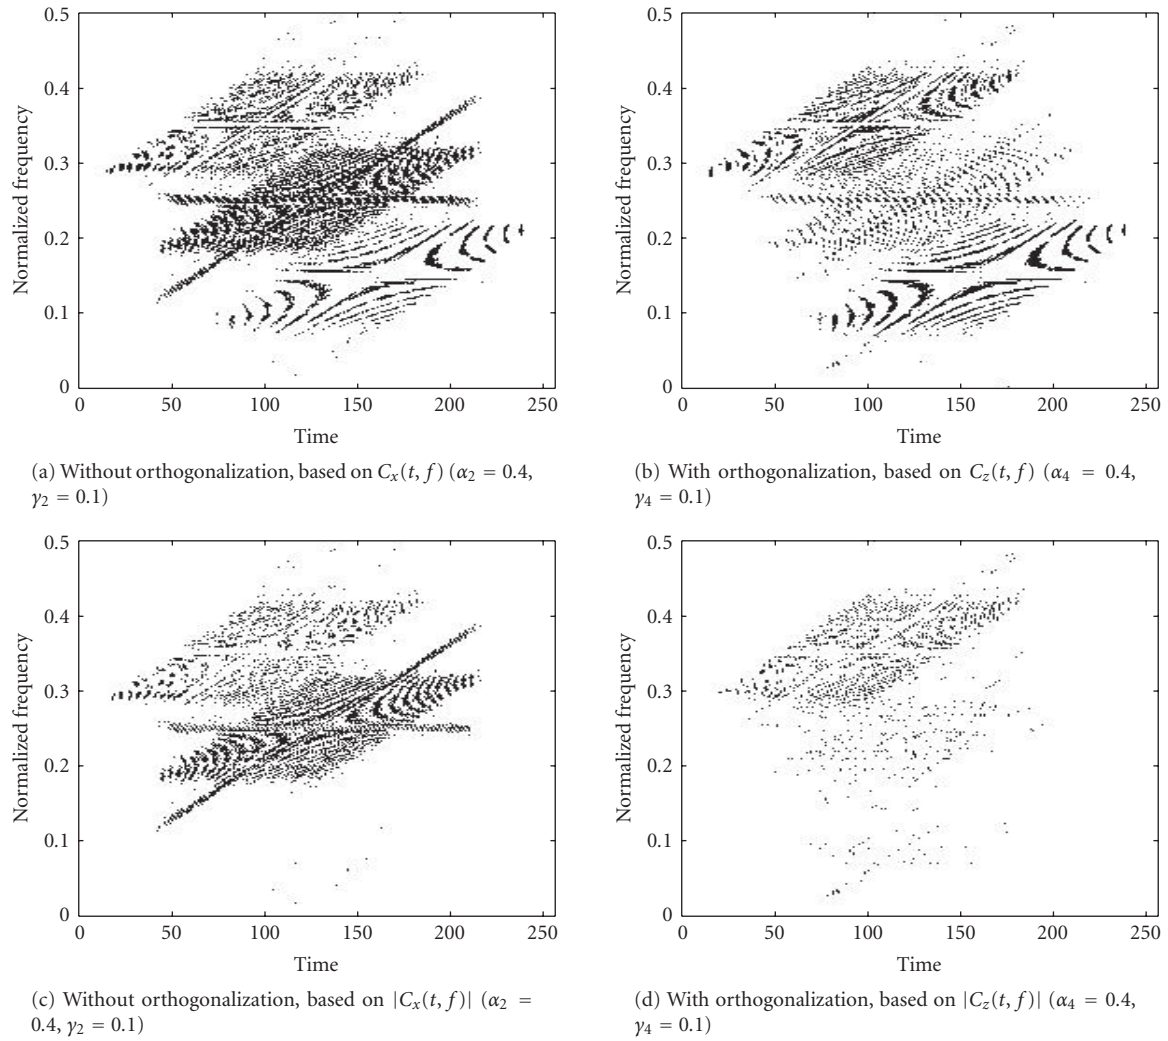 0.5
0.4
0.3
0.2
0.1
0
Normalized frequency
0 50 100 150 200 250
Time
(a) Without orthogonalization, based on Cx(t, f) (α2 = 0.4,
γ2 = 0.1)
0.5
0.4
0.3
0.2
0.1
0
Normalized frequency
0 50 100 150 200 250
Time
(b) With orthogonalization, based on Cz(t, f) (α4 = 0.4,
γ4 = 0.1)
0.5
0.4
0.3
0.2
0.1
0
Normalized frequency
0 50 100 150 200 250
Time
(c) Without orthogonalization, based on |Cx(t, f)| (α2 =
0.4, γ2 = 0.1)
0.5
0.4
0.3
0.2
0.1
0
Normalized frequency
0 50 100 150 200 250
Time
(d) With orthogonalization, based on |Cz(t, f)| (α4 = 0.4,
γ4 = 0.1)